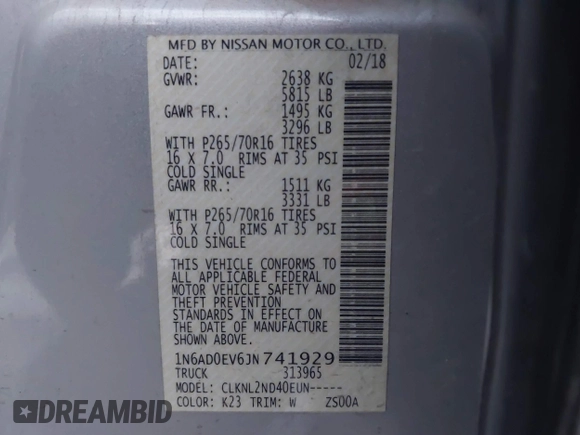 MFD BY NISSAN MOTOR CO., LTD.
DATE: 02/18
GVWR: 2638 KG
5815 LB
GAWR FR.: 1495 KG
3296 LB
WITH P265/70R16 TIRES
16 X 7.0 RIMS AT 35 PSI
COLD SINGLE
GAWR RR.: 1511 KG
3331 LB
WITH P265/70R16 TIRES
16 X 7.0 RIMS AT 35 PSI
COLD SINGLE
THIS VEHICLE CONFORMS TO
ALL APPLICABLE FEDERAL
MOTOR VEHICLE SAFETY AND
THEFT PREVENTION
STANDARDS IN EFFECT ON
THE DATE OF MANUFACTURE
SHOWN ABOVE.
1N6AD0EV6JN741929
TRUCK 313965
MODEL: CLKNL2ND40EUN-----
COLOR: K23 TRIM: W ZS00A
DREAMBID